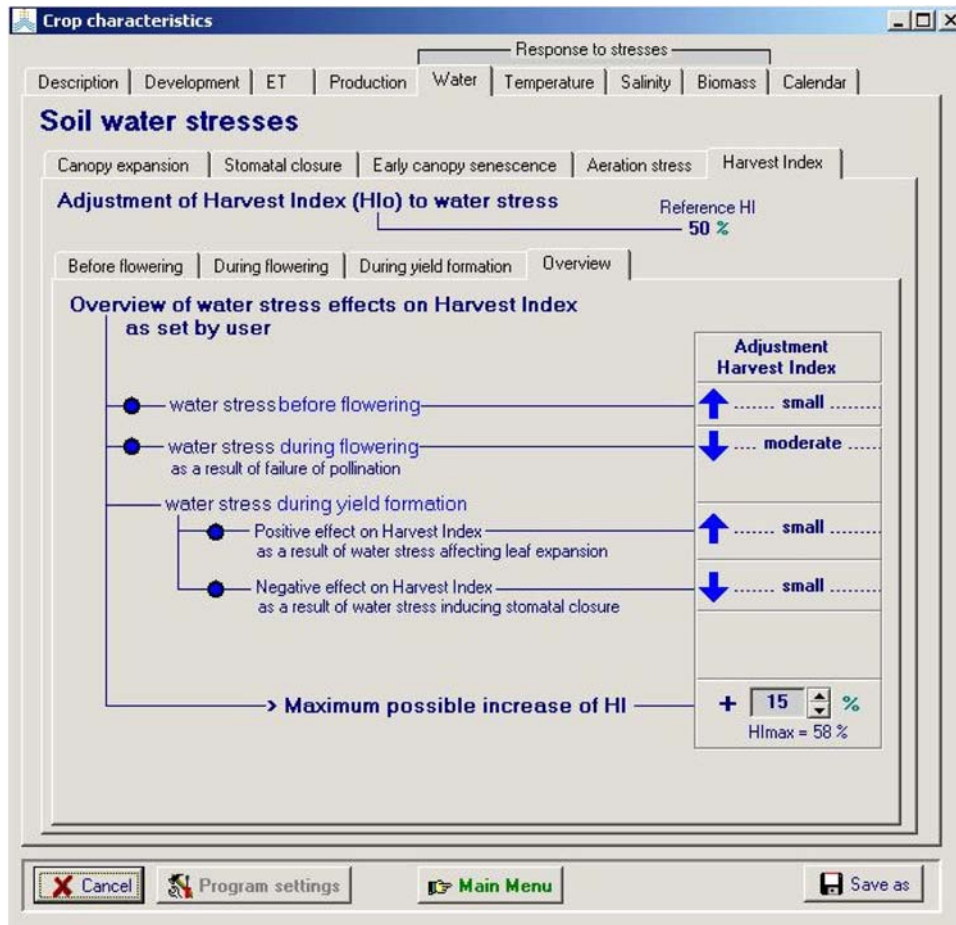 Crop characteristics
Response to stresses
Description Development ET Production Water Temperature Salinity Biomass Calendar
Soil water stresses
Canopy expansion Stomatal closure Early canopy senescence Aeration stress Harvest Index
Adjustment of Harvest Index (HIo) to water stress
Reference HI
50 %
Before flowering During flowering During yield formation Overview
Overview of water stress effects on Harvest Index
as set by user
Adjustment
Harvest Index
water stress before flowering
....... small .........
water stress during flowering
.... moderate ......
as a result of failure of pollination
water stress during yield formation
Positive effect on Harvest Index
....... small .........
as a result of water stress affecting leaf expansion
Negative effect on Harvest Index
....... small .........
as a result of water stress inducing stomatal closure
> Maximum possible increase of HI
+ 15 %
HImax = 58 %
Cancel Program settings Main Menu Save as